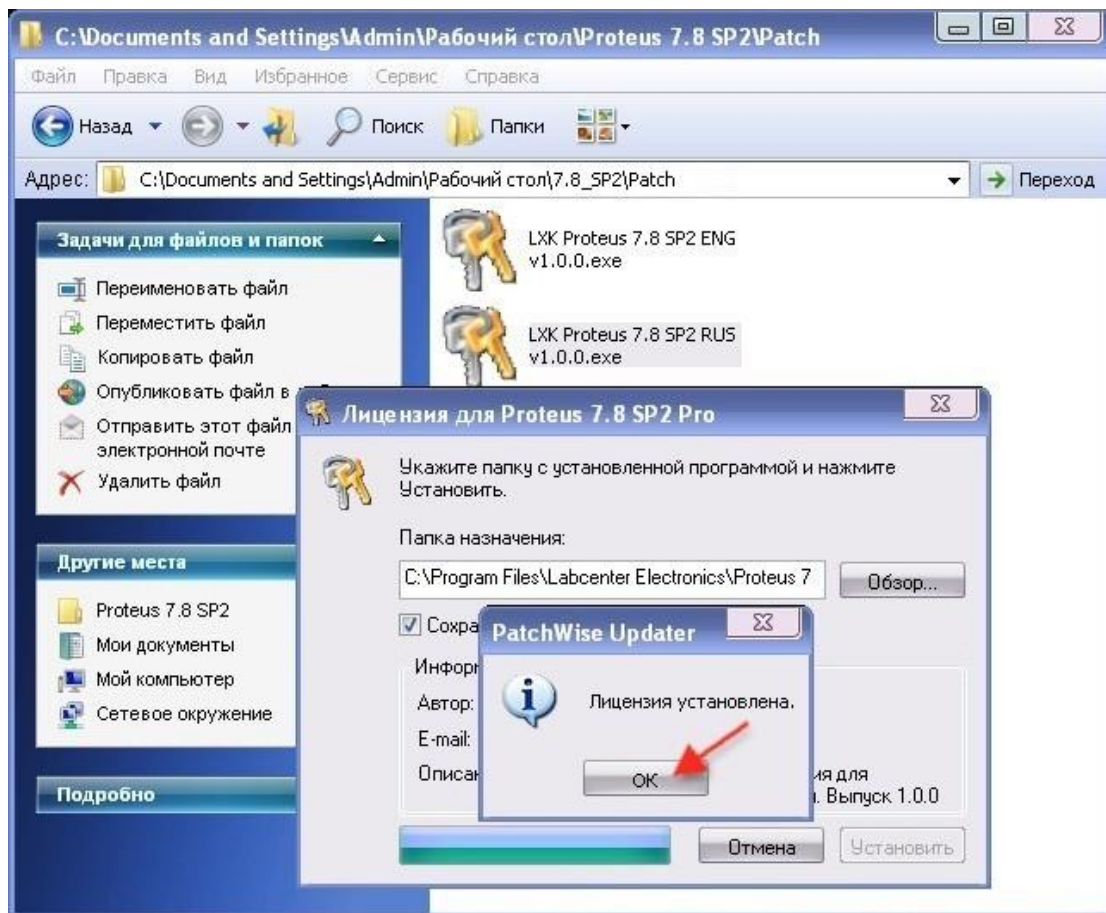 C:\Documents and Settings\Admin\Рабочий стол\Proteus 7.8 SP2\Patch
Файл Правка Вид Избранное Сервис Справка
Назад Поиск Папки
Адрес: C:\Documents and Settings\Admin\Рабочий стол\7.8_SP2\Patch Переход
Задачи для файлов и папок
Переименовать файл
Переместить файл
Копировать файл
Опубликовать файл в
Отправить этот файл
электронной почте
Удалить файл
Другие места
Proteus 7.8 SP2
Мои документы
Мой компьютер
Сетевое окружение
Подробно
LXK Proteus 7.8 SP2 ENG
v1.0.0.exe
LXK Proteus 7.8 SP2 RUS
v1.0.0.exe
Лицензия для Proteus 7.8 SP2 Pro
Укажите папку с установленной программой и нажмите
Установить.
Папка назначения:
C:\Program Files\Labcenter Electronics\Proteus 7 Обзор...
Автор:
E-mail:
для
Выпуск 1.0.0
Отмена Установить
PatchWise Updater
Лицензия установлена.
OK